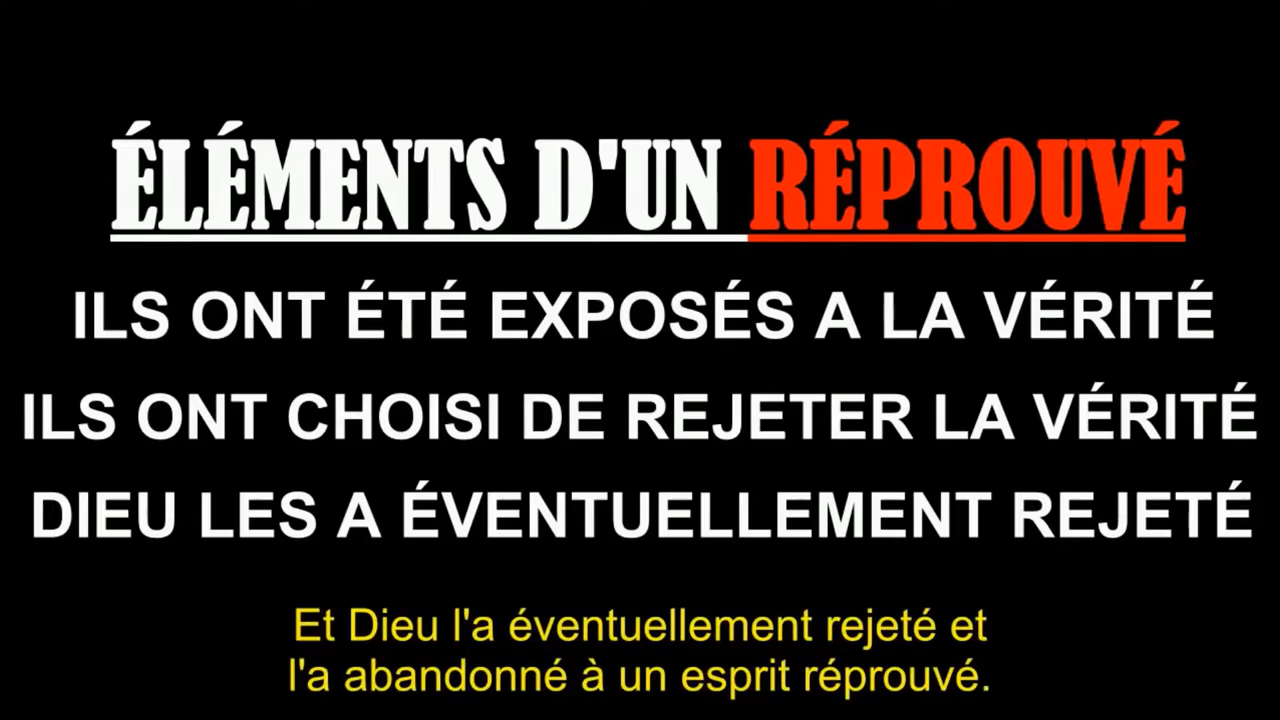 ÉLÉMENTS D'UN RÉPROUVÉ
ILS ONT ÉTÉ EXPOSÉS A LA VÉRITÉ
ILS ONT CHOISI DE REJETER LA VÉRITÉ
DIEU LES A ÉVENTUELLEMENT REJETÉ
Et Dieu l'a éventuellement rejeté et
l'a abandonné à un esprit réprouvé.